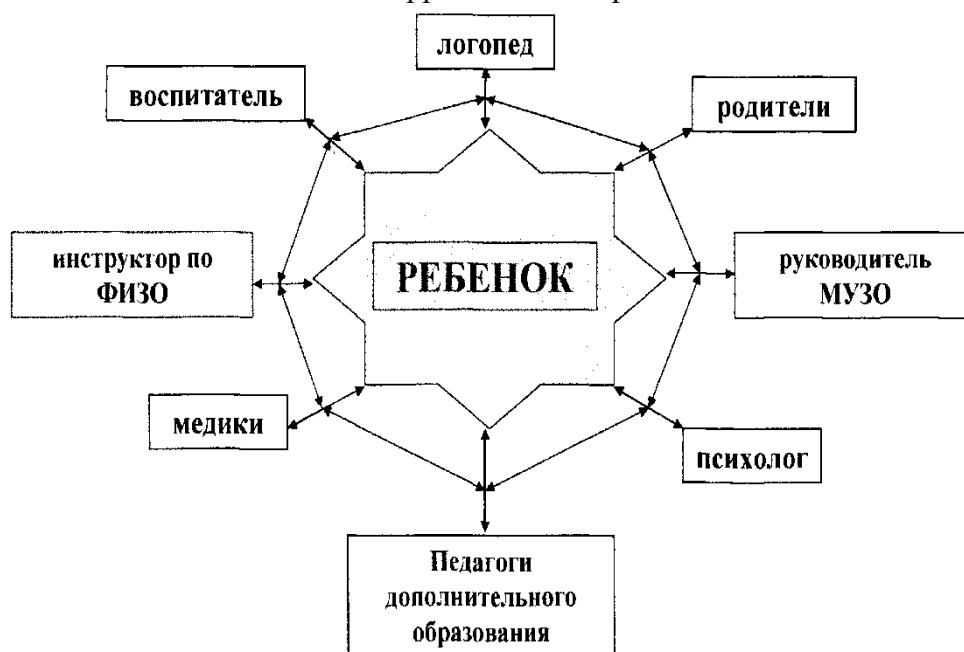 логопед
воспитатель
родители
инструктор по
ФИЗО
РЕБЕНОК
руководитель
МУЗО
медики
психолог
Педагоги
дополнительного
образования